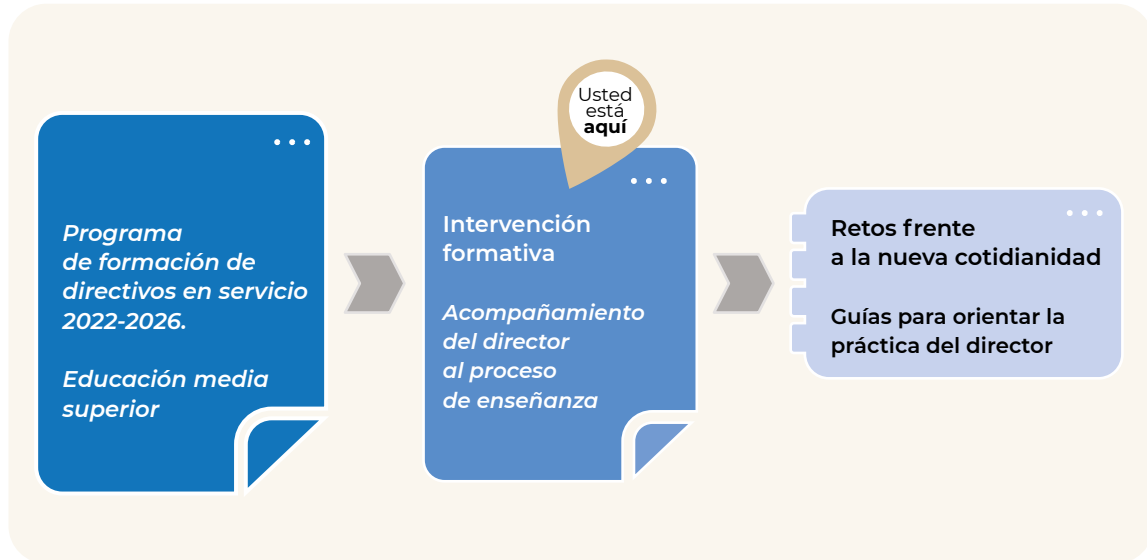 Usted
está
aquí
Programa
de formación de
directivos en servicio
2022-2026.
Educación media
superior
Intervención
formativa
Acompañamiento
del director
al proceso
de enseñanza
Retos frente
a la nueva cotidianidad
Guías para orientar la
práctica del director